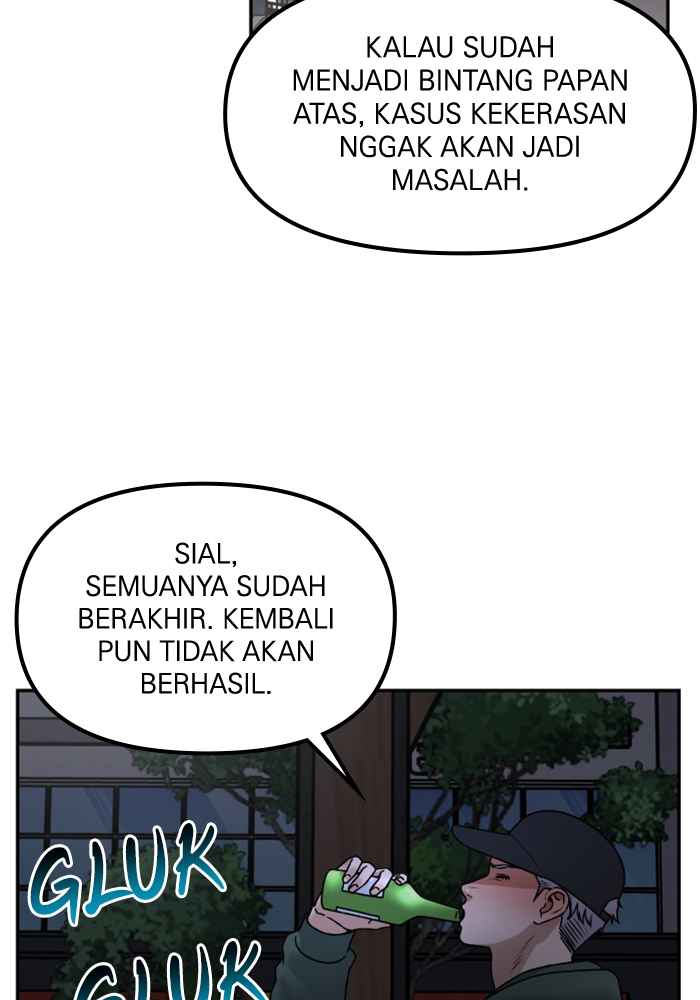 KALAU SUDAH
MENJADI BINTANG PAPAN
ATAS, KASUS KEKERASAN
NGGAK AKAN JADI
MASALAH.
SIAL,
SEMUANYA SUDAH
BERAKHIR. KEMBALI
PUN TIDAK AKAN
BERHASIL.
GLUK
GLUK